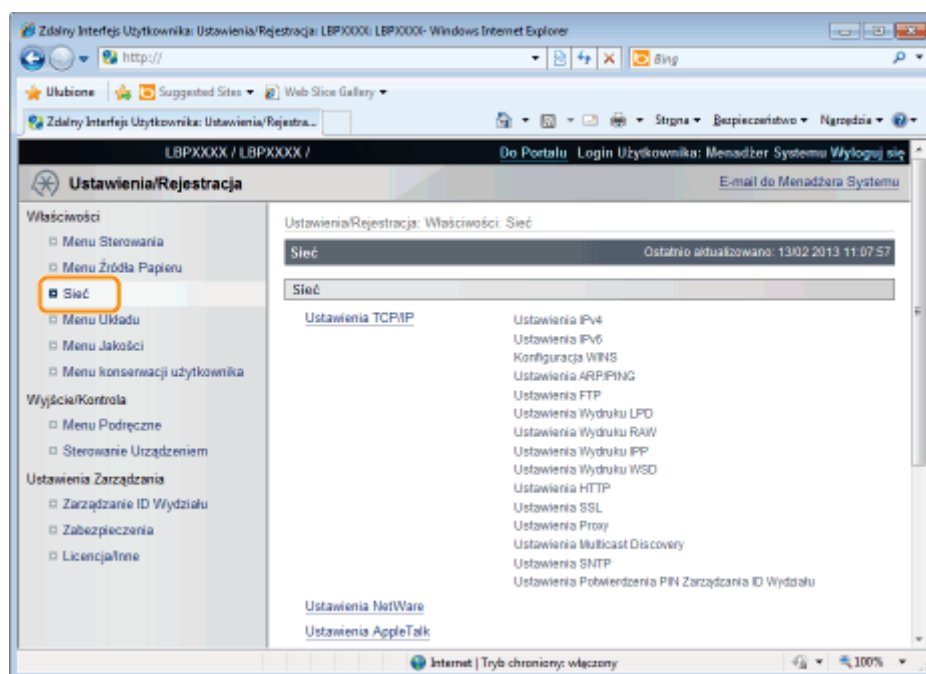 Zdalny Interfejs Użytkownika: Ustawienia/Rejestracja: LBPXXXX: LBPXXXX- Windows Internet Explorer
http://
Bing
Ulubione Suggested Sites Web Slice Gallery
Zdalny Interfejs Użytkownika: Ustawienia/Rejestra... Strona Bezpieczeństwo Narzędzia
LBPXXXX / LBPXXXX / Do Portalu Login Użytkownika: Menadżer Systemu Wyloguj się
Ustawienia/Rejestracja E-mail do Menadżera Systemu
Właściwości
Menu Sterowania
Menu Źródła Papieru
Sieć
Menu Układu
Menu Jakości
Menu konserwacji użytkownika
Wyjście/Kontrola
Menu Podręczne
Sterowanie Urządzeniem
Ustawienia Zarządzania
Zarządzanie ID Wydziału
Zabezpieczenia
Licencja/Inne
Ustawienia/Rejestracja: Właściwości: Sieć
Sieć Ostatnio aktualizowano: 13/02 2013 11:07:57
Sieć
Ustawienia TCP/IP
Ustawienia IPv4
Ustawienia IPv6
Konfiguracja WINS
Ustawienia ARP/PING
Ustawienia FTP
Ustawienia Wydruku LPD
Ustawienia Wydruku RAW
Ustawienia Wydruku IPP
Ustawienia Wydruku WSD
Ustawienia HTTP
Ustawienia SSL
Ustawienia Proxy
Ustawienia Multicast Discovery
Ustawienia SNTP
Ustawienia Potwierdzenia PIN Zarządzania ID Wydziału
Ustawienia NetWare
Ustawienia AppleTalk
Internet | Tryb chroniony: włączony 100%